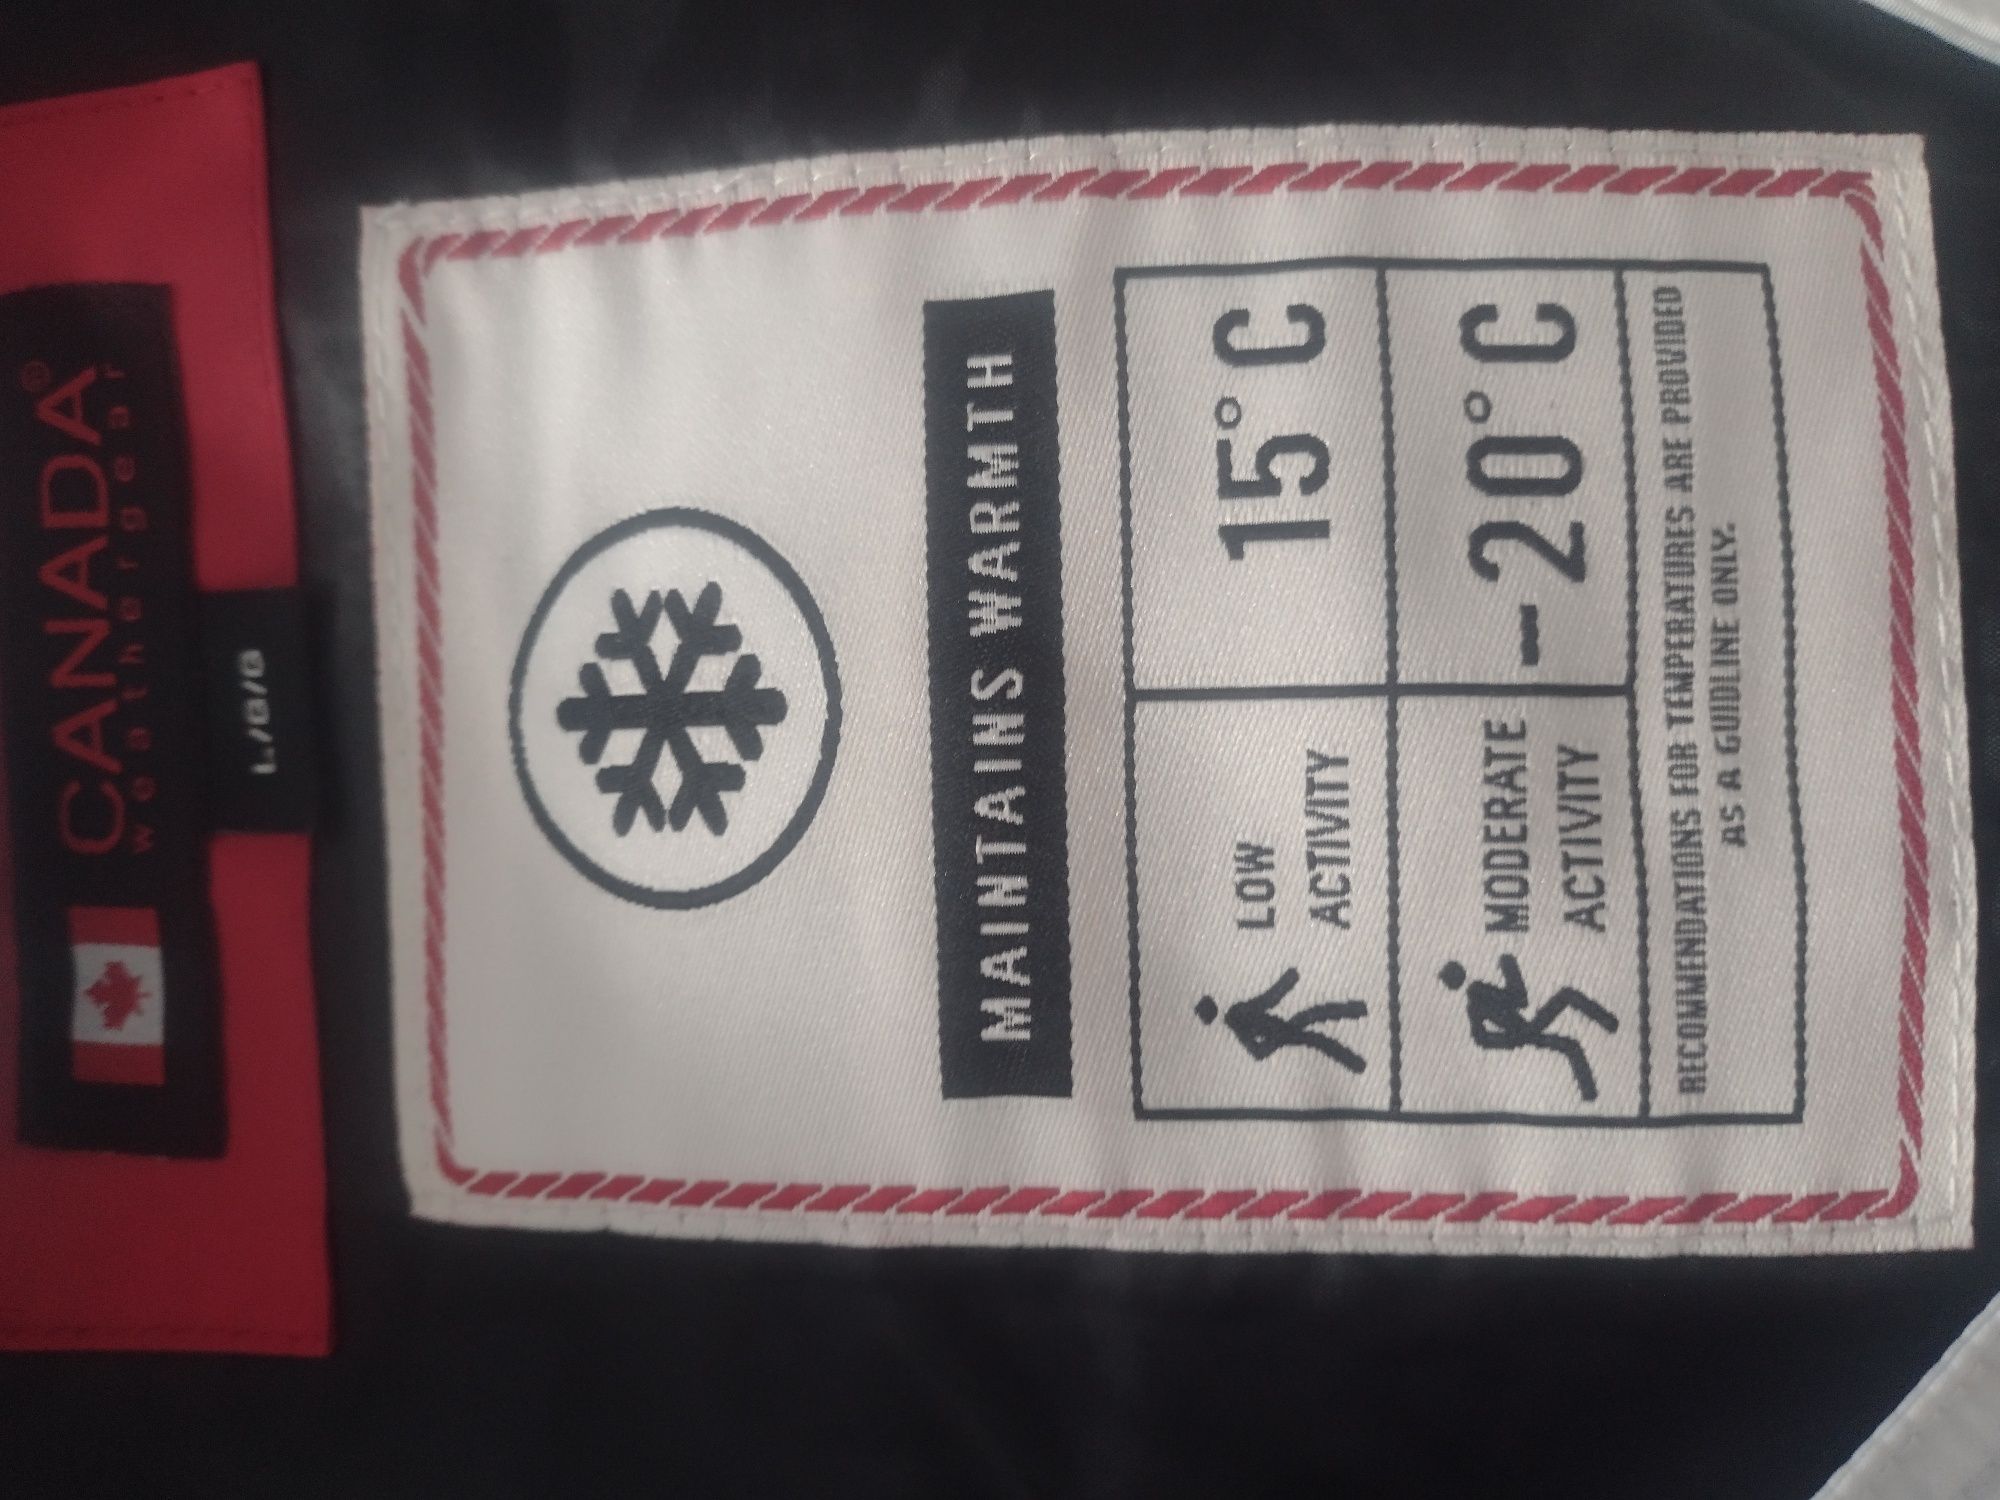 CANADA®
weathergear
L/G/G
MAINTAINS WARMTH
LOW
ACTIVITY
15°C
MODERATE
ACTIVITY
-20°C
RECOMMENDATIONS FOR TEMPERATURES ARE PROVIDED
AS A GUIDLINE ONLY.